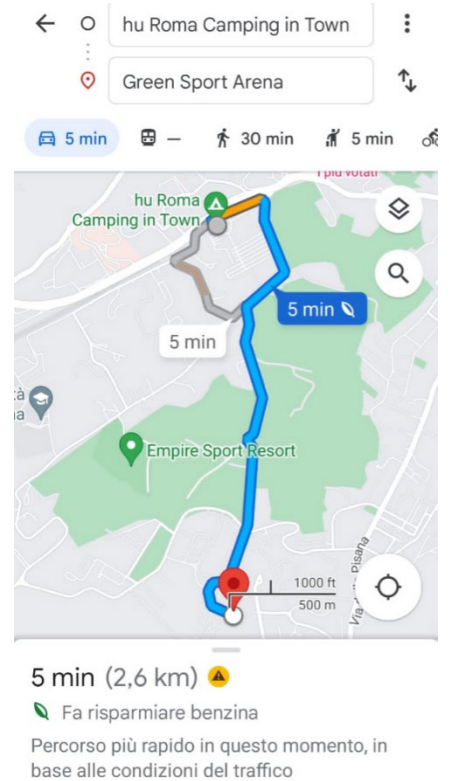 hu Roma Camping in Town
Green Sport Arena
5 min
—
30 min
5 min
I più votati
hu Roma
Camping in Town
5 min
5 min
Empire Sport Resort
Pisana
1000 ft
500 m
5 min (2,6 km)
Fa risparmiare benzina
Percorso più rapido in questo momento, in
base alle condizioni del traffico